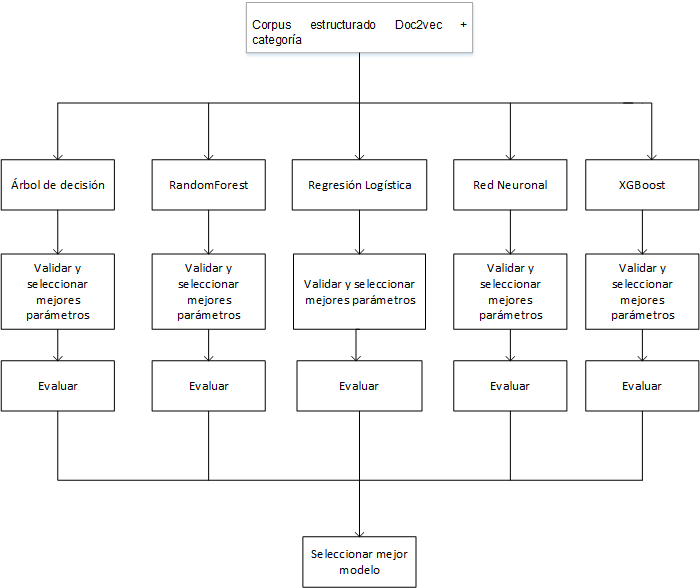 Corpus estructurado Doc2vec +
categoría
Árbol de decisión
RandomForest
Regresión Logística
Red Neuronal
XGBoost
Validar y
seleccionar
mejores
parámetros
Validar y
seleccionar
mejores
parámetros
Validar y seleccionar
mejores parámetros
Validar y
seleccionar
mejores
parámetros
Validar y
seleccionar
mejores
parámetros
Evaluar
Evaluar
Evaluar
Evaluar
Evaluar
Seleccionar mejor
modelo